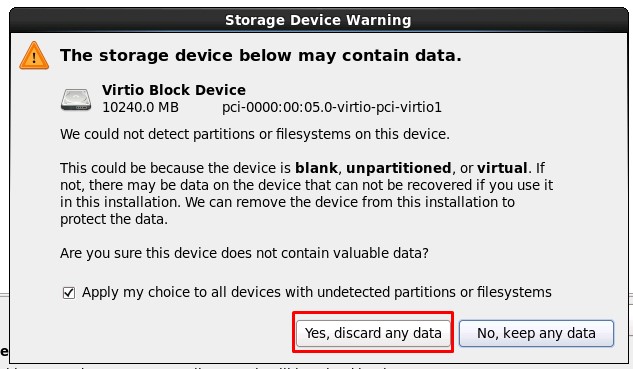 Storage Device Warning
The storage device below may contain data.
Virtio Block Device
10240.0 MB pci-0000:00:05.0-virtio-pci-virtio1
We could not detect partitions or filesystems on this device.
This could be because the device is blank, unpartitioned, or virtual. If
not, there may be data on the device that can not be recovered if you use it
in this installation. We can remove the device from this installation to
protect the data.
Are you sure this device does not contain valuable data?
Apply my choice to all devices with undetected partitions or filesystems
Yes, discard any data
No, keep any data